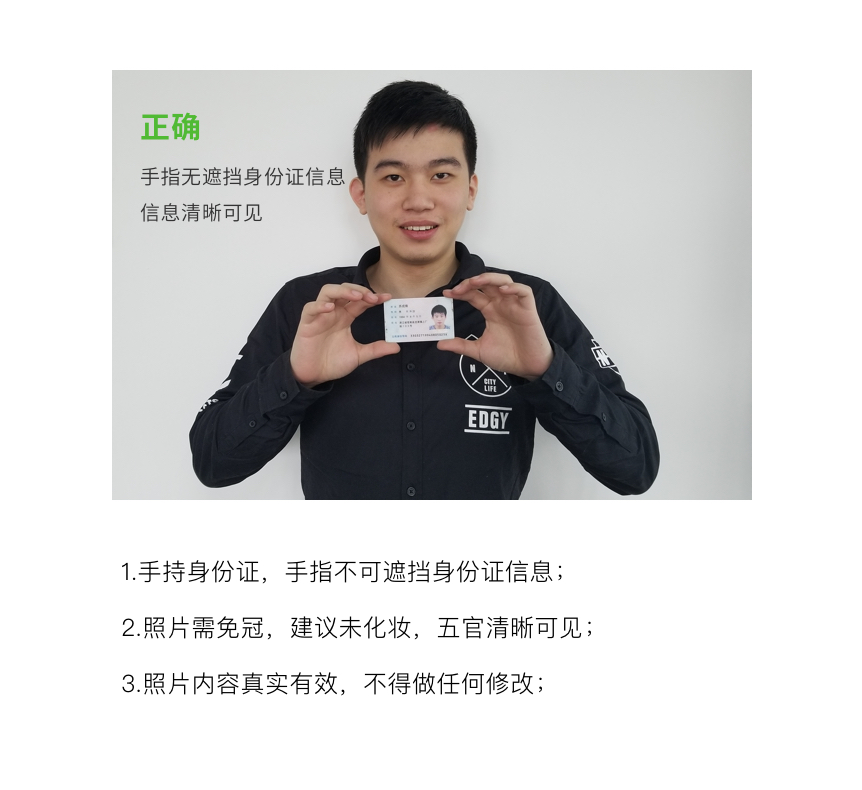 正确
手指无遮挡身份证信息
信息清晰可见
N
CITY
LIFE
EDGY
1.手持身份证，手指不可遮挡身份证信息；
2.照片需免冠，建议未化妆，五官清晰可见；
3.照片内容真实有效，不得做任何修改；